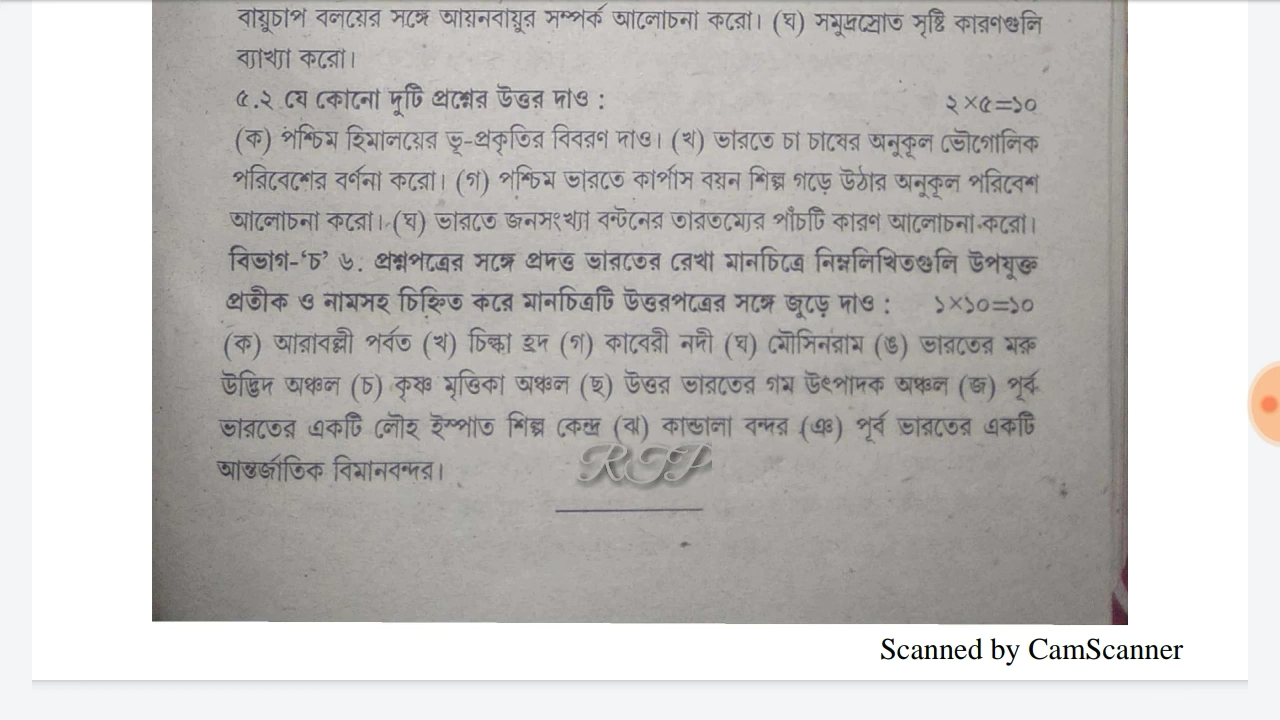 বায়ুচাপ বলয়ের সঙ্গে আয়নবায়ুর সম্পর্ক আলোচনা করো। (ঘ) সমুদ্রস্রোত সৃষ্টি কারণগুলি
ব্যাখ্যা করো।
৫.২ যে কোনো দুটি প্রশ্নের উত্তর দাও : ২×৫=১০
(ক) পশ্চিম হিমালয়ের ভূ-প্রকৃতির বিবরণ দাও। (খ) ভারতে চা চাষের অনুকূল ভৌগোলিক
পরিবেশের বর্ণনা করো। (গ) পশ্চিম ভারতে কার্পাস বয়ন শিল্প গড়ে উঠার অনুকূল পরিবেশ
আলোচনা করো। (ঘ) ভারতে জনসংখ্যা বন্টনের তারতম্যের পাঁচটি কারণ আলোচনা করো।
বিভাগ-‘চ’ ৬. প্রশ্নপত্রের সঙ্গে প্রদত্ত ভারতের রেখা মানচিত্রে নিম্নলিখিতগুলি উপযুক্ত
প্রতীক ও নামসহ চিহ্নিত করে মানচিত্রটি উত্তরপত্রের সঙ্গে জুড়ে দাও : ১×১০=১০
(ক) আরাবল্লী পর্বত (খ) চিল্কা হ্রদ (গ) কাবেরী নদী (ঘ) মৌসিনরাম (ঙ) ভারতের মরু
উদ্ভিদ অঞ্চল (চ) কৃষ্ণ মৃত্তিকা অঞ্চল (ছ) উত্তর ভারতের গম উৎপাদক অঞ্চল (জ) পূর্ব
ভারতের একটি লৌহ ইস্পাত শিল্প কেন্দ্র (ঝ) কান্ডালা বন্দর (ঞ) পূর্ব ভারতের একটি
আন্তর্জাতিক বিমানবন্দর।
RTP
Scanned by CamScanner